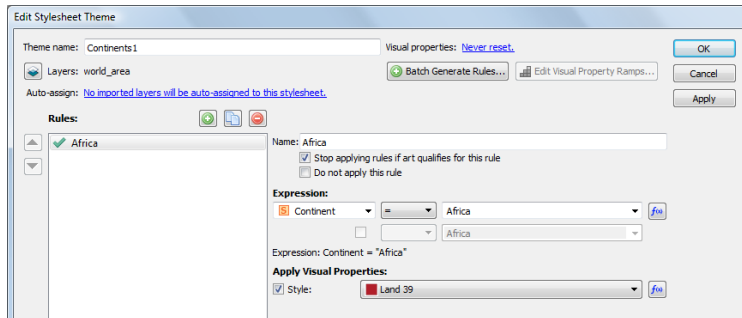 Edit Stylesheet Theme
Theme name: Continents1 Visual properties: Never reset. OK
Layers: world_area Batch Generate Rules... Edit Visual Property Ramps... Cancel
Auto-assign: No imported layers will be auto-assigned to this stylesheet. Apply
Rules:
Africa Name: Africa
Stop applying rules if art qualifies for this rule
Do not apply this rule
Expression:
S Continent = Africa f(x)
Africa
Expression: Continent = "Africa"
Apply Visual Properties:
Style: Land 39 f(x)